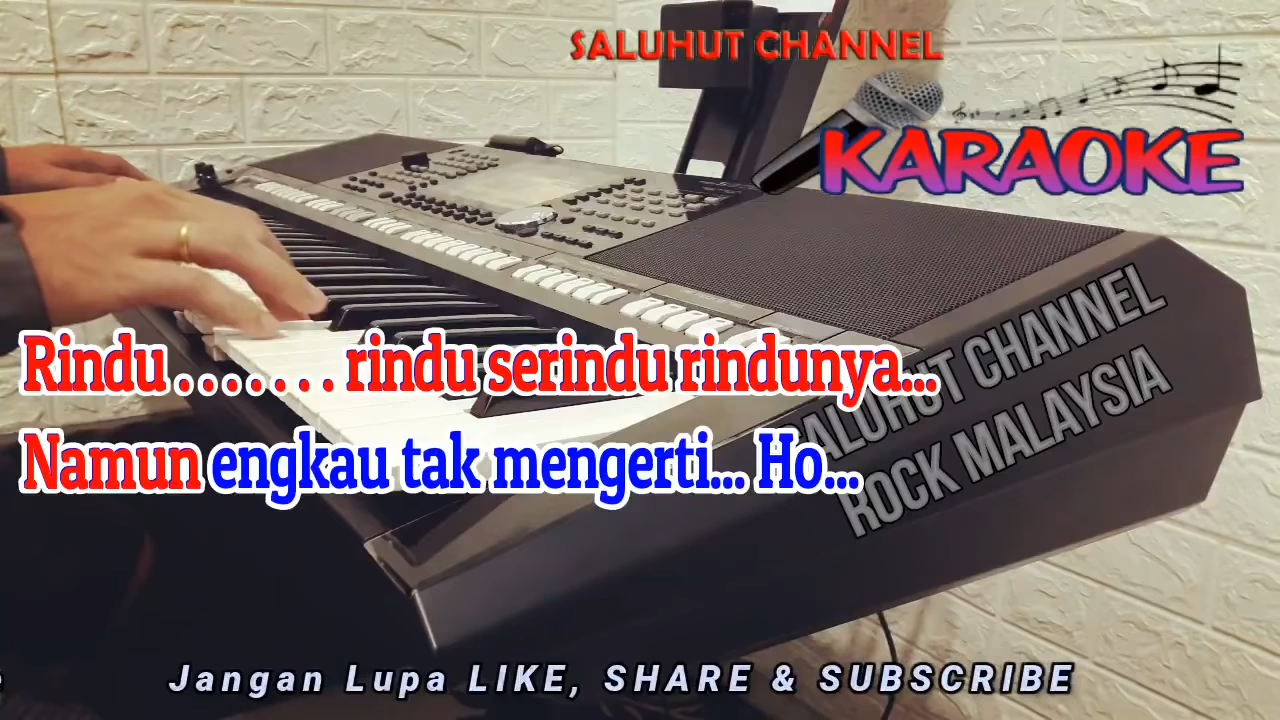 SALUHUT CHANNEL
KARAOKE
SALUHUT CHANNEL
ROCK MALAYSIA
Rindu . . . . . . . rindu serindu rindunya...
Namun engkau tak mengerti... Ho...
Jangan Lupa LIKE, SHARE & SUBSCRIBE